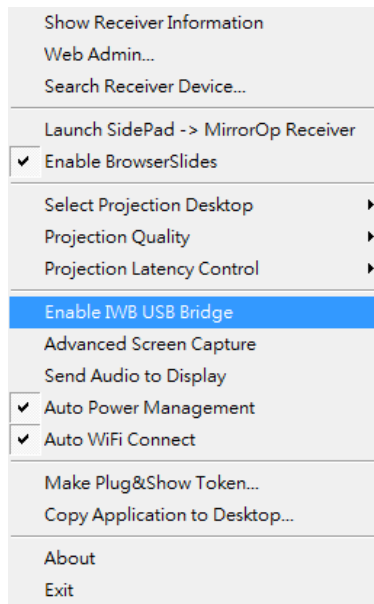 Show Receiver Information
Web Admin...
Search Receiver Device...
Launch SidePad -> MirrorOp Receiver
Enable BrowserSlides
Select Projection Desktop
Projection Quality
Projection Latency Control
Enable IWB USB Bridge
Advanced Screen Capture
Send Audio to Display
Auto Power Management
Auto WiFi Connect
Make Plug&Show Token...
Copy Application to Desktop...
About
Exit